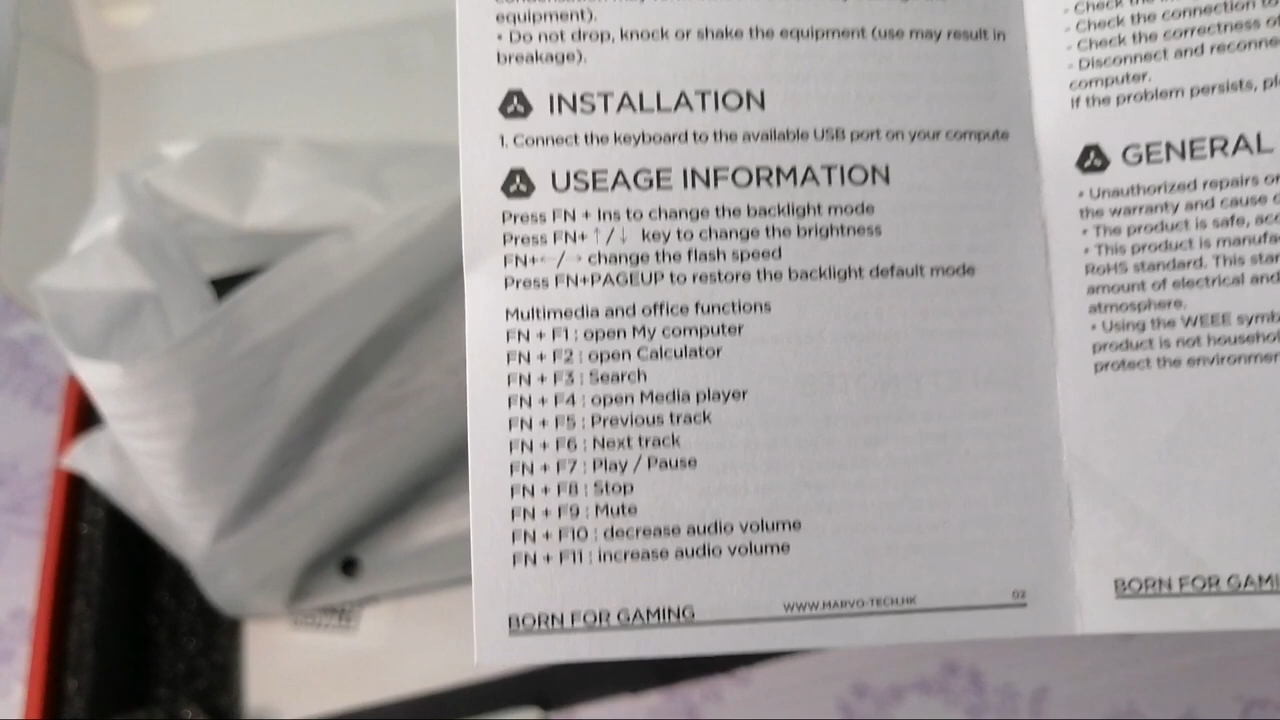 equipment).
• Do not drop, knock or shake the equipment (use may result in
breakage).
INSTALLATION
1. Connect the keyboard to the available USB port on your compute
USEAGE INFORMATION
Press FN + Ins to change the backlight mode
Press FN+ ↑ / ↓ key to change the brightness
FN+← / → change the flash speed
Press FN+PAGEUP to restore the backlight default mode
Multimedia and office functions
FN + F1 : open My computer
FN + F2 : open Calculator
FN + F3 : Search
FN + F4 : open Media player
FN + F5 : Previous track
FN + F6 : Next track
FN + F7 : Play / Pause
FN + F8 : Stop
FN + F9 : Mute
FN + F10 : decrease audio volume
FN + F11 : increase audio volume
BORN FOR GAMING WWW.MARVO-TECH.HK 02
- Check the
- Check the connection to
- Check the correctness o
- Disconnect and reconne
computer.
If the problem persists, pl
GENERAL
• Unauthorized repairs or
the warranty and cause
• The product is safe, acc
• This product is manufa
RoHS standard. This stan
amount of electrical and
atmosphere.
• Using the WEEE symb
product is not househol
protect the environmen
BORN FOR GAMI